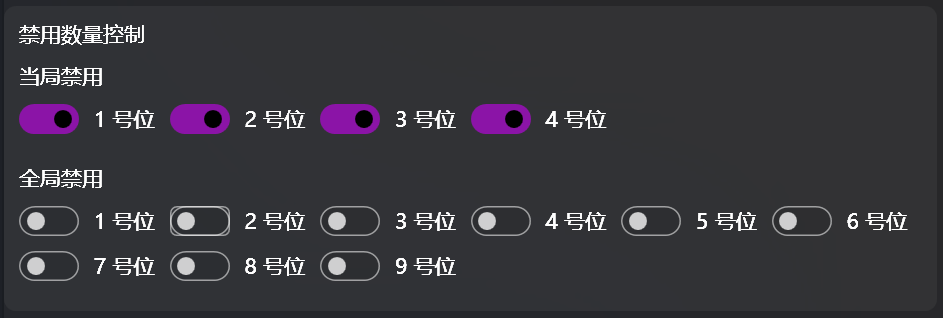 禁用数量控制
当局禁用
1 号位 2 号位 3 号位 4 号位
全局禁用
1 号位 2 号位 3 号位 4 号位 5 号位 6 号位
7 号位 8 号位 9 号位